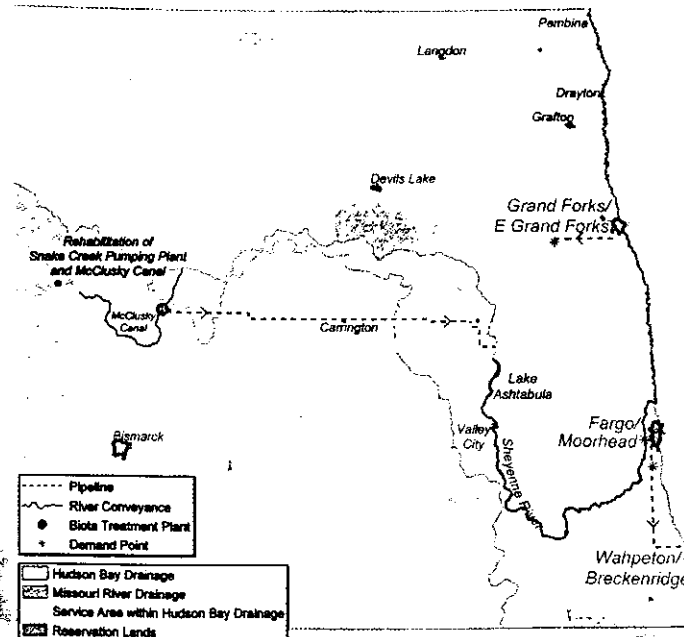 Pembina
Langdon
Drayton
Grafton
Devils Lake
Grand Forks/
E Grand Forks
Rehabilitation of
Snake Creek Pumping Plant
and McClusky Canal
McClusky
Canal
Carrington
Lake
Ashtabula
Valley
City
Sheyenne River
Fargo/
Moorhead
Bismarck
Wahpeton/
Breckenridge
Pipeline
River Conveyance
Biota Treatment Plant
Demand Point
Hudson Bay Drainage
Missouri River Drainage
Service Area within Hudson Bay Drainage
Reservation Lands